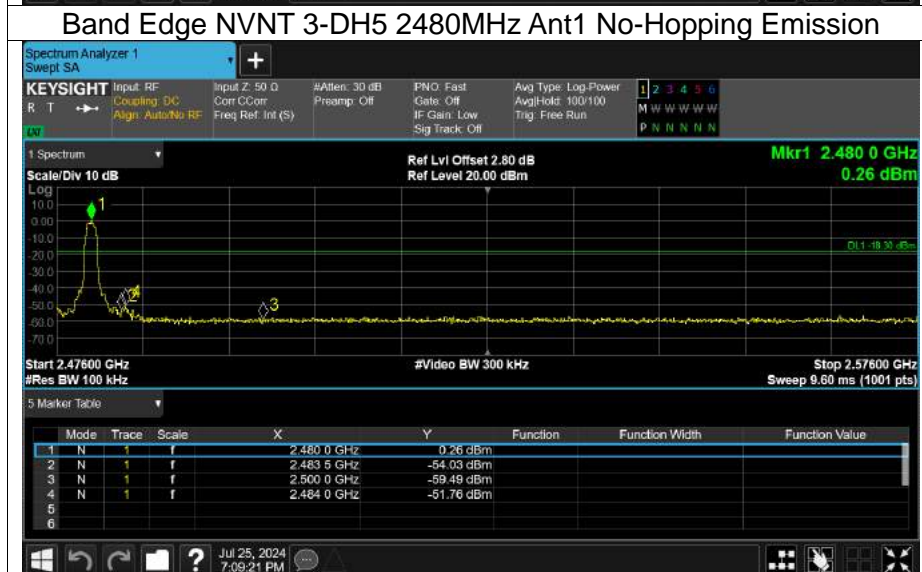 Band Edge NVNT 3-DH5 2480MHz Ant1 No-Hopping Emission
Spectrum Analyzer 1
Swept SA
+
KEYSIGHT Input: RF Input Z: 50 Ω #Atten: 30 dB PNO: Fast Avg Type: Log-Power 1 2 3 4 5 6
R T Coupling: DC Corr CCorr Preamp: Off Gate: Off Avg|Hold: 100/100 M W W W W W
Align: Auto/No RF Freq Ref: Int (S) IF Gain: Low Trig: Free Run
Sig Track: Off P N N N N N
1 Spectrum Ref Lvl Offset 2.80 dB Mkr1 2.480 0 GHz
Scale/Div 10 dB Ref Level 20.00 dBm 0.26 dBm
Log
10.0
1
0.00
-10.0
DL1 -18.30 dBm
-20.0
-30.0
-40.0
2
-50.0
3
-60.0
-70.0
Start 2.47600 GHz #Video BW 300 kHz Stop 2.57600 GHz
#Res BW 100 kHz Sweep 9.60 ms (1001 pts)
5 Marker Table
Mode Trace Scale X Y Function Function Width Function Value
1 N 1 f 2.480 0 GHz 0.26 dBm
2 N 1 f 2.483 5 GHz -54.03 dBm
3 N 1 f 2.500 0 GHz -59.49 dBm
4 N 1 f 2.484 0 GHz -51.76 dBm
5
6
? Jul 25, 2024
7:09:21 PM